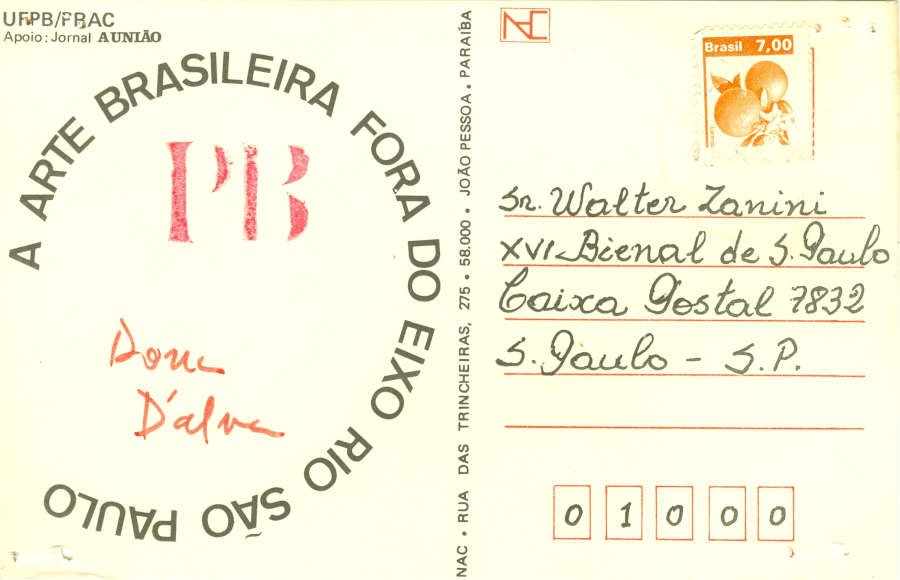 UFPB/PRAC
Apoio: Jornal A UNIÃO
A ARTE BRASILEIRA FORA DO EIXO RIO SÃO PAULO
PB
D'alva
NAC • RUA DAS TRINCHEIRAS, 275 • 58.000 • JOÃO PESSOA. PARAÍBA
NAC
Brasil 7,00
Laranja
Sr. Walter Zanini
XVI-Bienal de S. Paulo
Caixa Postal 7832
S. Paulo - S.P.
0 1 0 0 0